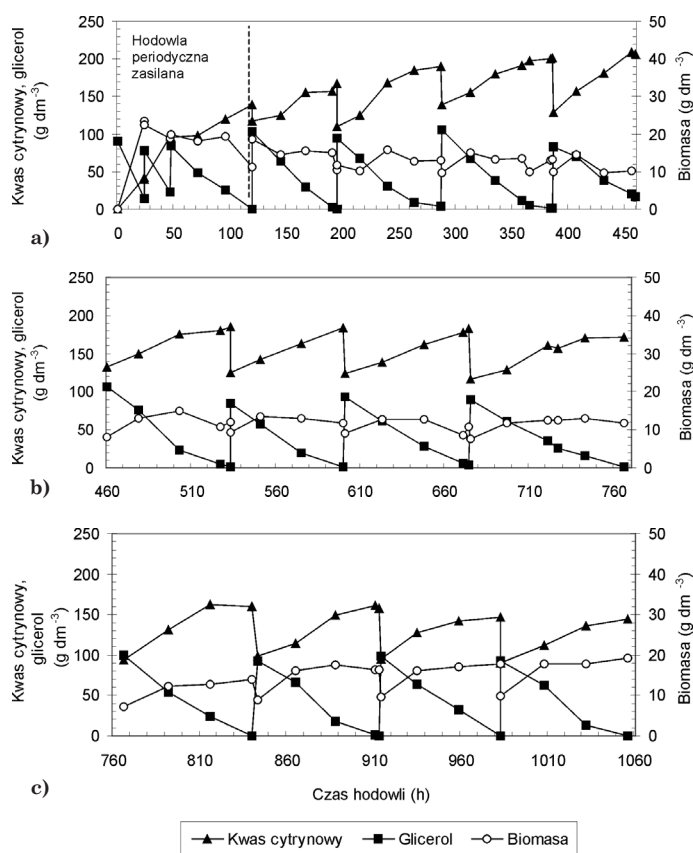 Kwas cytrynowy, glicerol
(g dm⁻³)
250
200
150
100
50
0
Hodowla
periodyczna
zasilana
50
40
30
20
10
0
Biomasa (g dm⁻³)
0 50 100 150 200 250 300 350 400 450
a)
Kwas cytrynowy, glicerol
(g dm⁻³)
250
200
150
100
50
0
50
40
30
20
10
0
Biomasa (g dm⁻³)
460 510 560 610 660 710 760
b)
Kwas cytrynowy,
glicerol
(g dm⁻³)
250
200
150
100
50
0
50
40
30
20
10
0
Biomasa (g dm⁻³)
760 810 860 910 960 1010 1060
c)
Czas hodowli (h)
Kwas cytrynowy Glicerol Biomasa